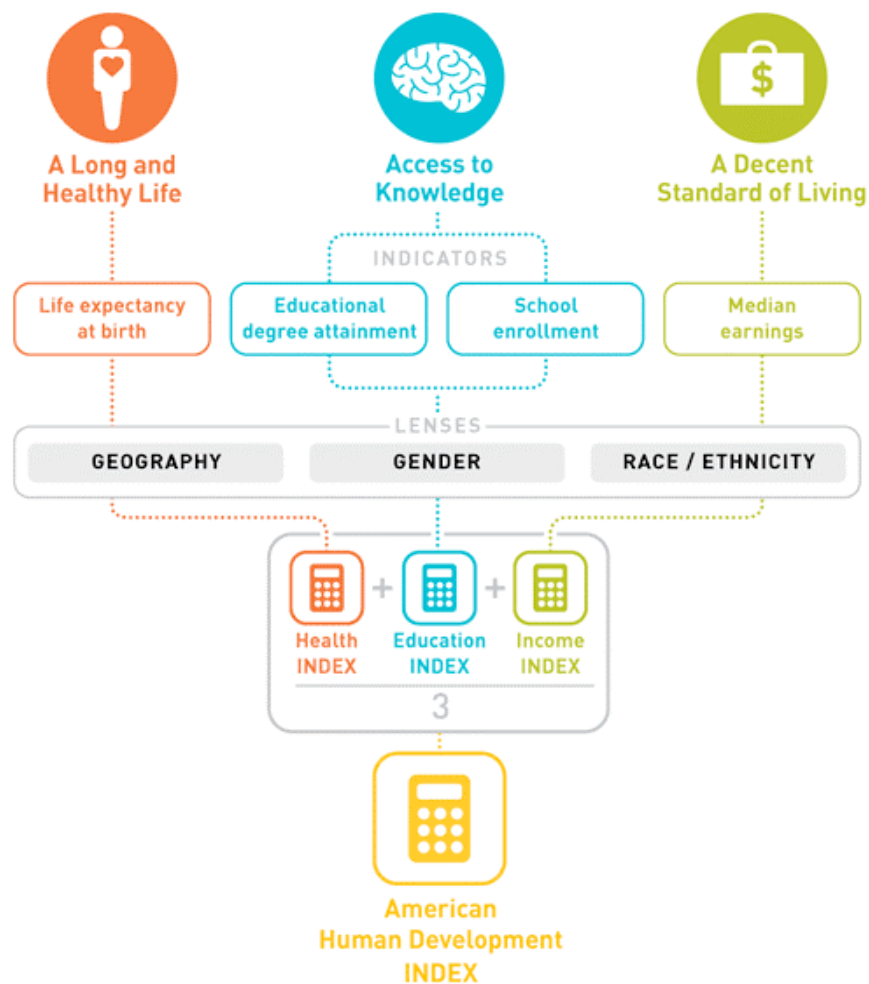 A Long and
Healthy Life
Access to
Knowledge
$
A Decent
Standard of Living
INDICATORS
Life expectancy
at birth
Educational
degree attainment
School
enrollment
Median
earnings
LENSES
GEOGRAPHY
GENDER
RACE / ETHNICITY
+
+
Health
INDEX
Education
INDEX
Income
INDEX
3
American
Human Development
INDEX